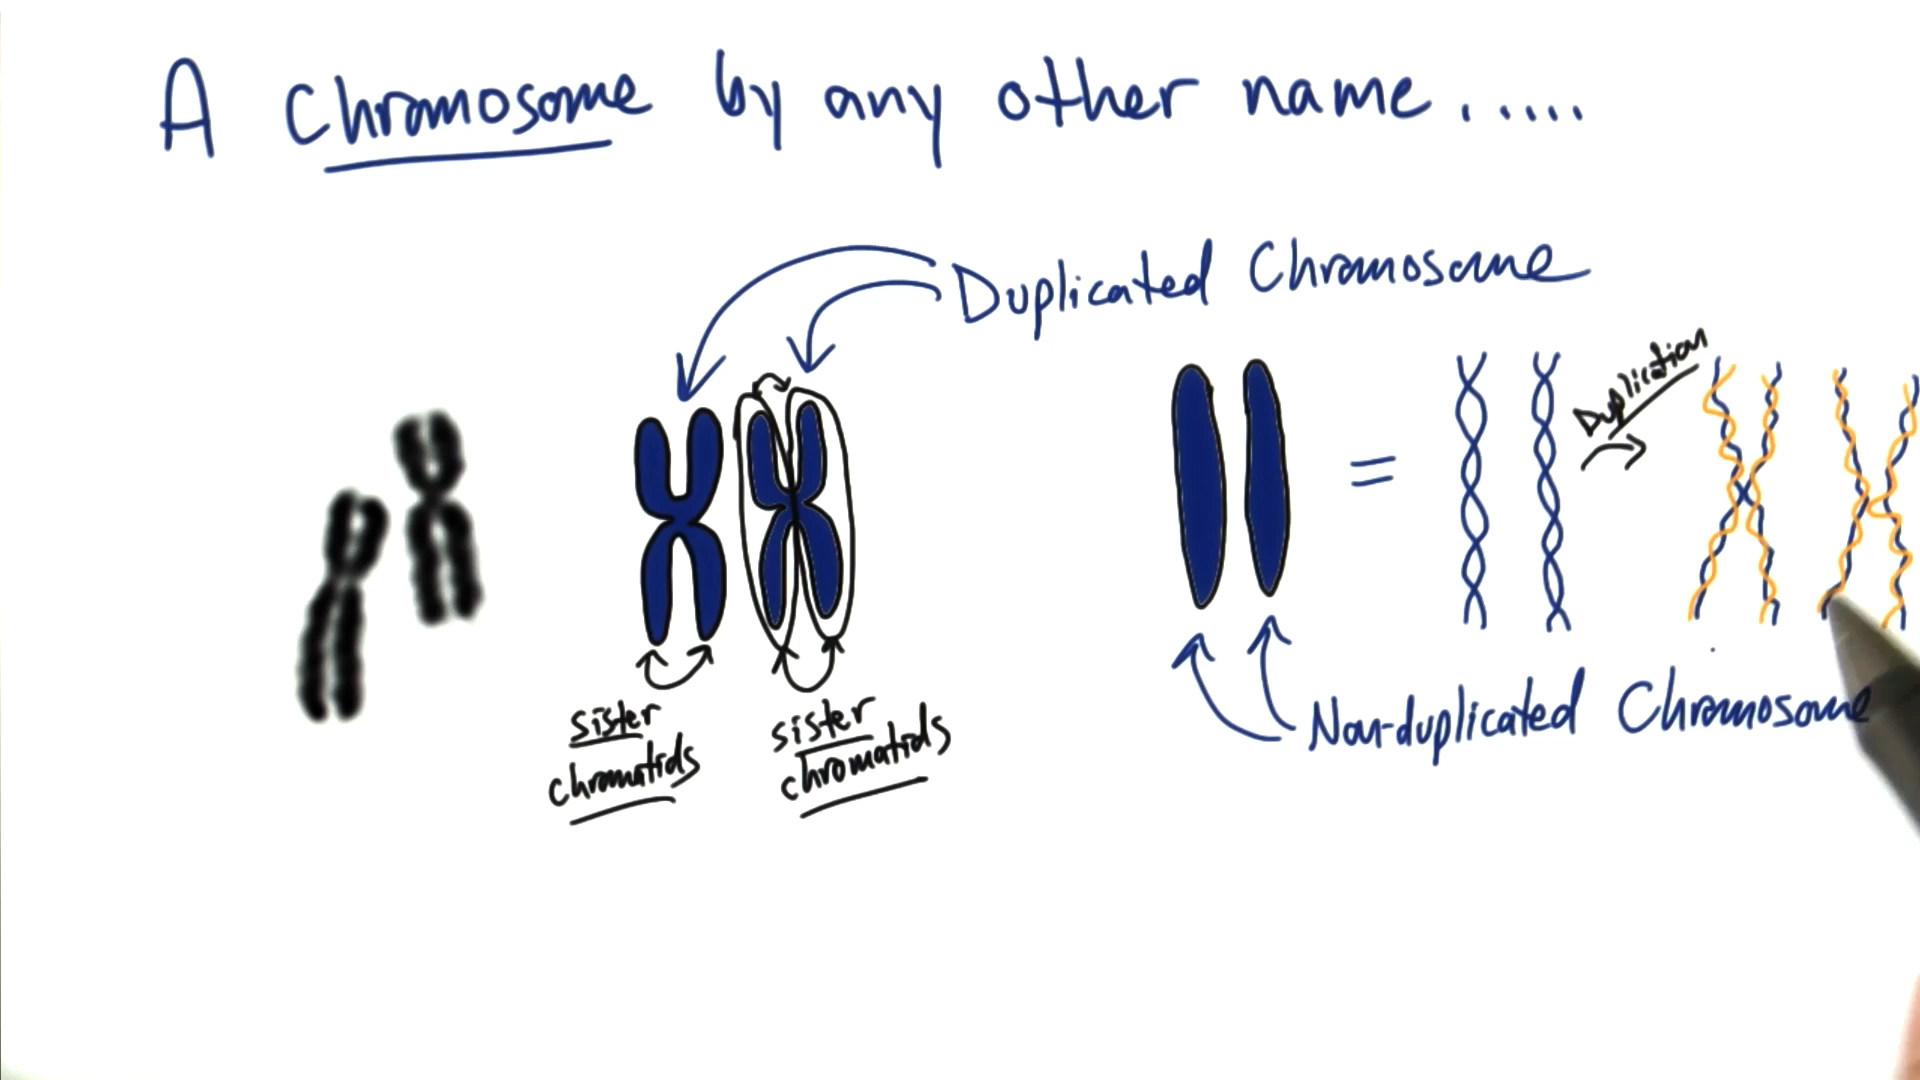 A Chromosome by any other name.....
Duplicated Chromosome
Duplication
=
Non-duplicated Chromosome
sister
chromatids
sister
chromatids